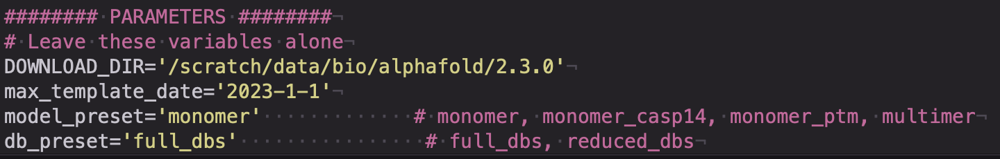 ######## PARAMETERS ########
# Leave these variables alone
DOWNLOAD_DIR='/scratch/data/bio/alphafold/2.3.0'
max_template_date='2023-1-1'
model_preset='monomer'             # monomer, monomer_casp14, monomer_ptm, multimer
db_preset='full_dbs'                # full_dbs, reduced_dbs